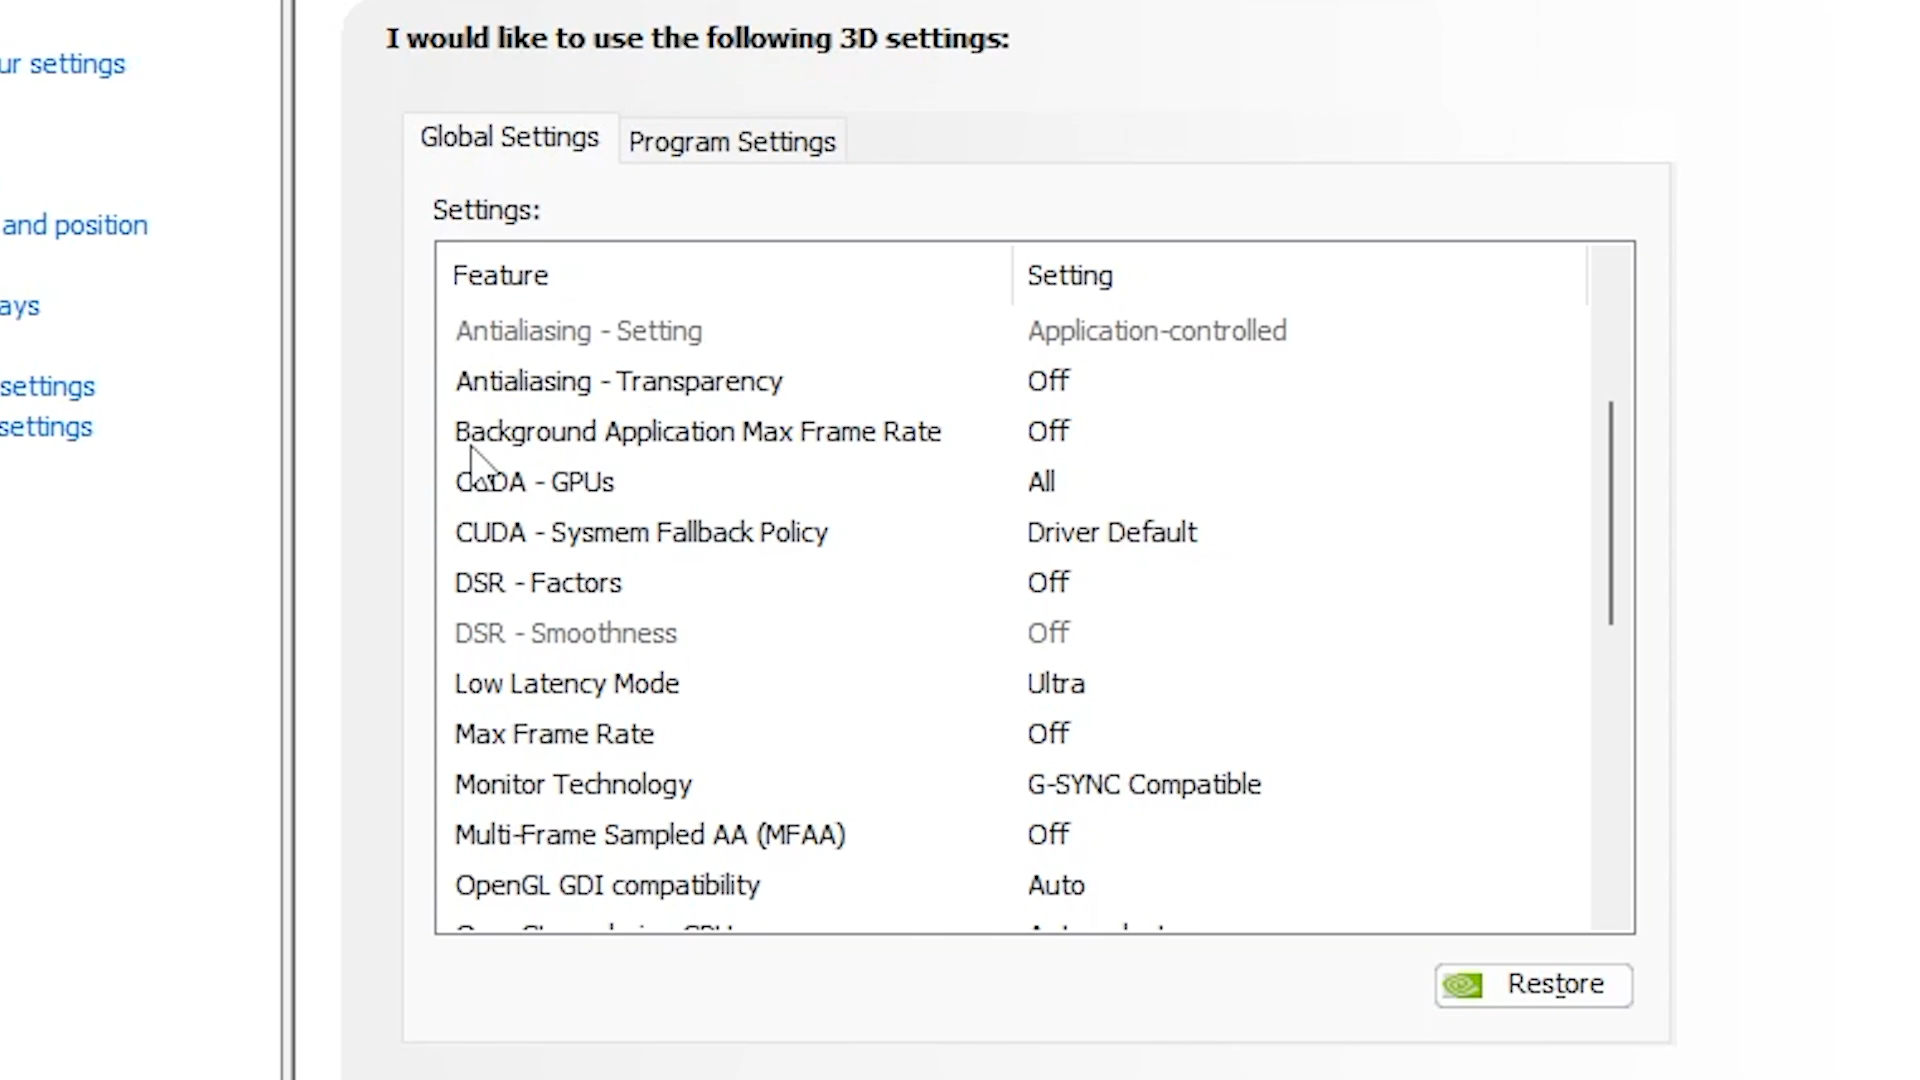 I would like to use the following 3D settings:
ur settings
and position
ays
settings
settings
Global Settings
Program Settings
Settings:
Feature Setting
Antialiasing - Setting Application-controlled
Antialiasing - Transparency Off
Background Application Max Frame Rate Off
CUDA - GPUs All
CUDA - Sysmem Fallback Policy Driver Default
DSR - Factors Off
DSR - Smoothness Off
Low Latency Mode Ultra
Max Frame Rate Off
Monitor Technology G-SYNC Compatible
Multi-Frame Sampled AA (MFAA) Off
OpenGL GDI compatibility Auto
Restore